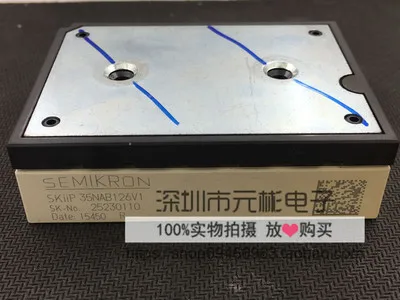 SEMIKRON
SKiiP 35NAB126V1
SK-No. 25230110
Date: 15450
深圳市元彬电子
100%实物拍摄 放❤购买